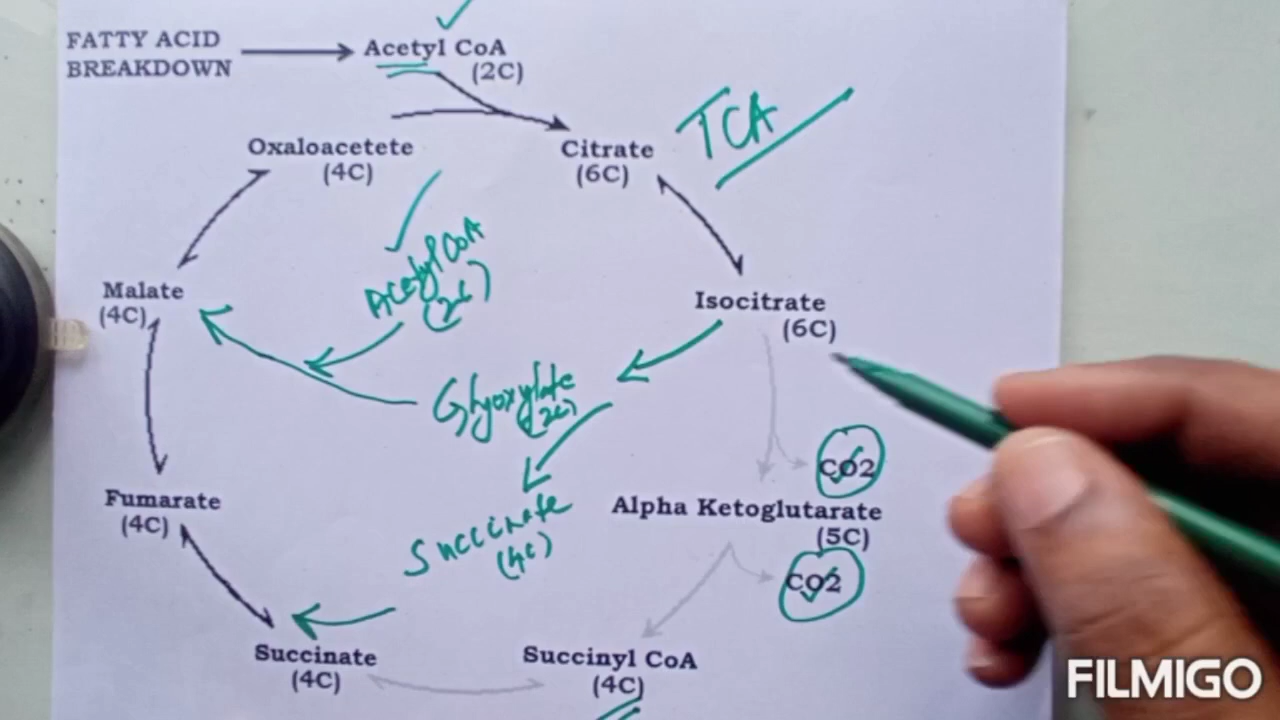 FATTY ACID
BREAKDOWN
Acetyl CoA
(2C)
Oxaloacetete
(4C)
Citrate
(6C)
TCA
Acetyl CoA
(2C)
Malate
(4C)
Isocitrate
(6C)
Glyoxylate
(2C)
CO2
Fumarate
(4C)
Succinate
(4C)
Alpha Ketoglutarate
(5C)
CO2
Succinate
(4C)
Succinyl CoA
(4C)
FILMIGO